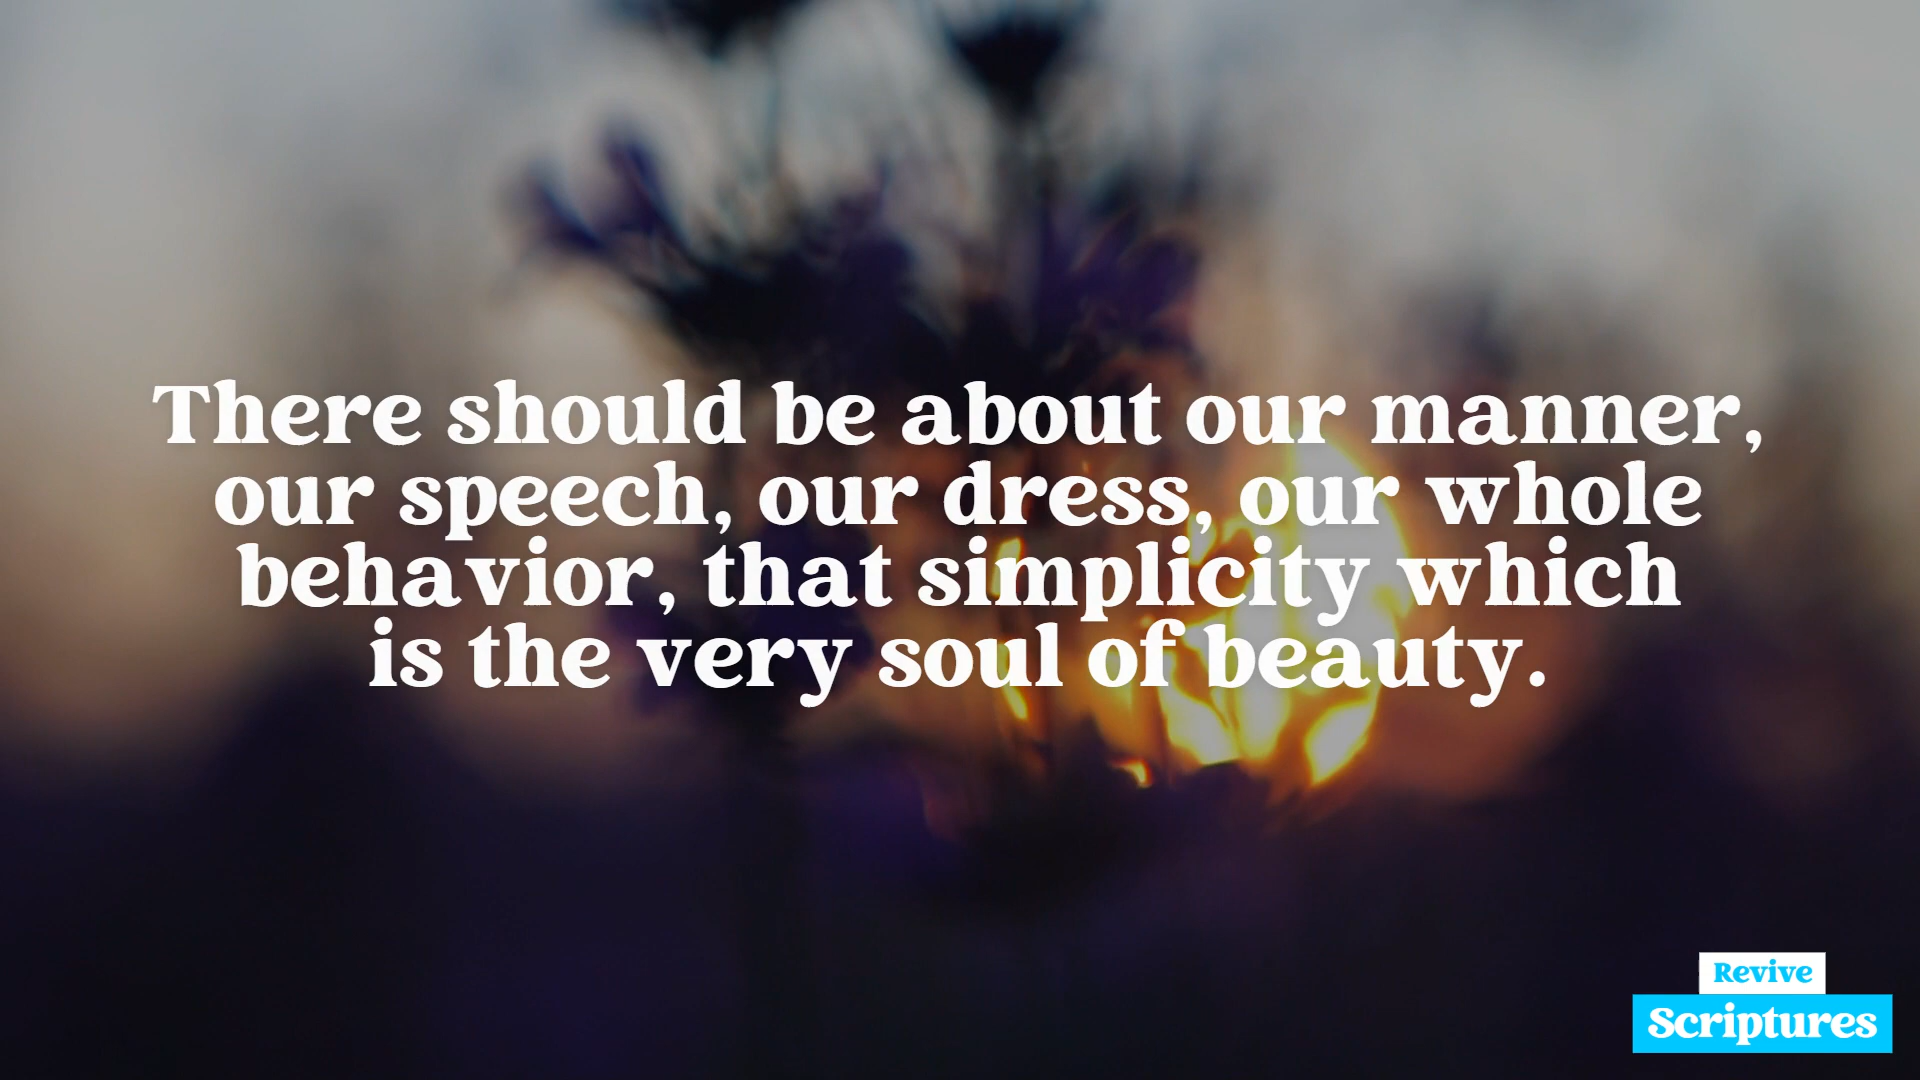 There should be about our manner,
our speech, our dress, our whole
behavior, that simplicity which
is the very soul of beauty.
Revive
Scriptures